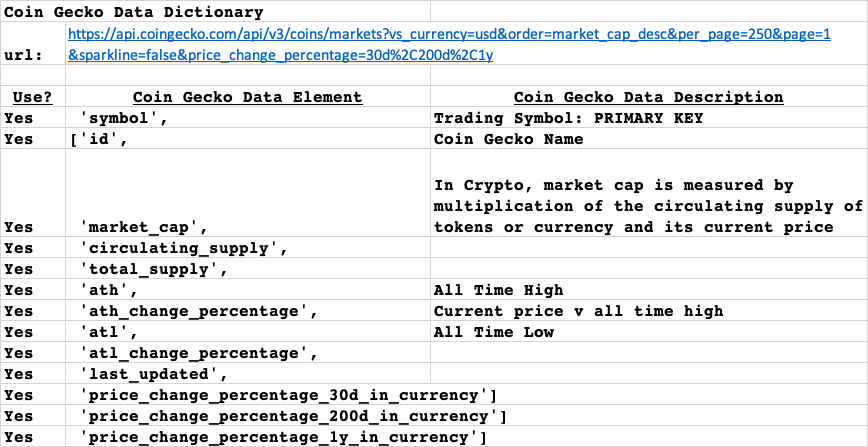 Coin Gecko Data Dictionary
https://api.coingecko.com/api/v3/coins/markets?vs_currency=usd&order=market_cap_desc&per_page=250&page=1
url: &sparkline=false&price_change_percentage=30d%2C200d%2C1y
Use? Coin Gecko Data Element Coin Gecko Data Description
Yes 'symbol', Trading Symbol: PRIMARY KEY
Yes ['id', Coin Gecko Name
In Crypto, market cap is measured by
multiplication of the circulating supply of
Yes 'market_cap', tokens or currency and its current price
Yes 'circulating_supply',
Yes 'total_supply',
Yes 'ath', All Time High
Yes 'ath_change_percentage', Current price v all time high
Yes 'atl', All Time Low
Yes 'atl_change_percentage',
Yes 'last_updated',
Yes 'price_change_percentage_30d_in_currency']
Yes 'price_change_percentage_200d_in_currency']
Yes 'price_change_percentage_1y_in_currency']